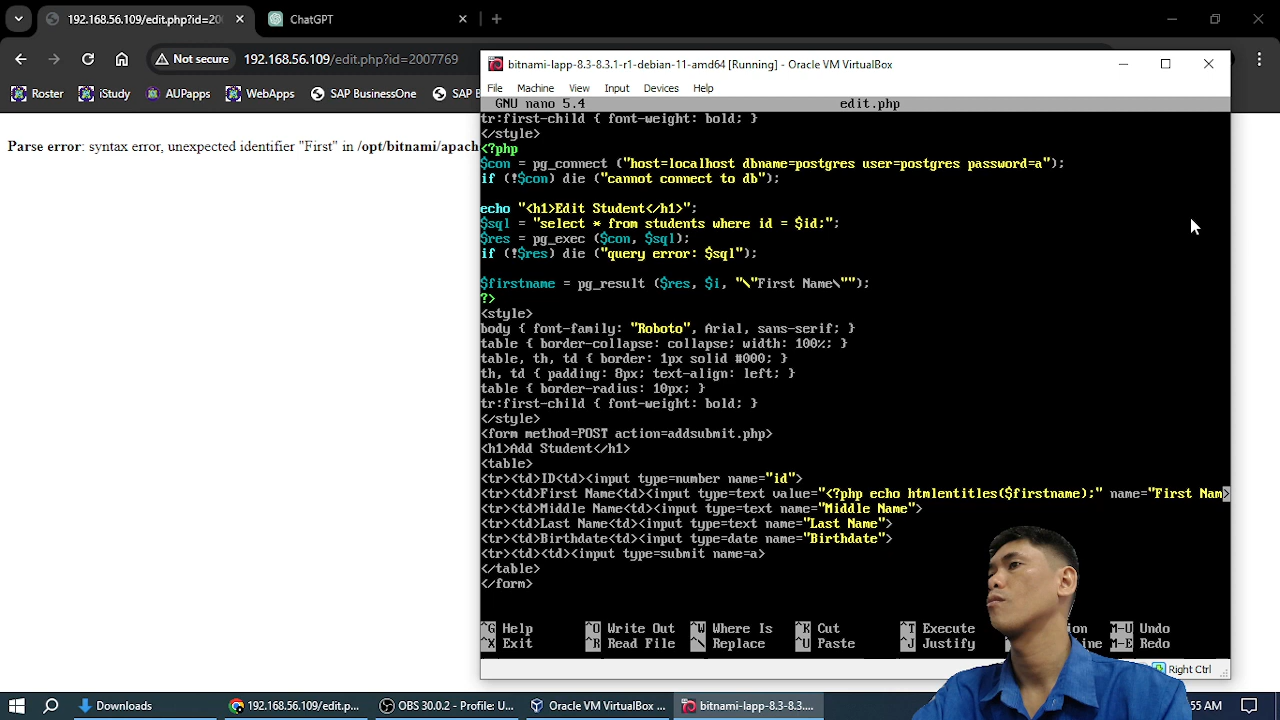 192.168.56.109/edit.php?id=20
ChatGPT
Not secure
192.168.56.109/edit.php?id=2007769
Roster
iStudy
AUPapps
WebApps
SAP BusinessOne
SAP B
Parse error: syntax error, unexpected identifier "First" in /opt/bitnami/apach
bitnami-lapp-8.3-8.3.1-r1-debian-11-amd64 [Running] - Oracle VM VirtualBox
File Machine View Input Devices Help
GNU nano 5.4 edit.php
tr:first-child { font-weight: bold; }
</style>
<?php
$con = pg_connect ("host=localhost dbname=postgres user=postgres password=a");
if (!$con) die ("cannot connect to db");
echo "<h1>Edit Student</h1>";
$sql = "select * from students where id = $id;";
$res = pg_exec ($con, $sql);
if (!$res) die ("query error: $sql");
$firstname = pg_result ($res, $i, "\"First Name\"");
?>
<style>
body { font-family: "Roboto", Arial, sans-serif; }
table { border-collapse: collapse; width: 100%; }
table, th, td { border: 1px solid #000; }
th, td { padding: 8px; text-align: left; }
table { border-radius: 10px; }
tr:first-child { font-weight: bold; }
</style>
<form method=POST action=addsubmit.php>
<h1>Add Student</h1>
<table>
<tr><td>ID<td><input type=number name="id">
<tr><td>First Name<td><input type=text value="<?php echo htmlentitles($firstname);" name="First Nam>
<tr><td>Middle Name<td><input type=text name="Middle Name">
<tr><td>Last Name<td><input type=text name="Last Name">
<tr><td>Birthdate<td><input type=date name="Birthdate">
<tr><td><td><input type=submit name=a>
</table>
</form>
^G Help ^O Write Out ^W Where Is ^K Cut ^T Execute ion M-U Undo
^X Exit ^R Read File ^\ Replace ^U Paste ^J Justify ine M-E Redo
Right Ctrl
Downloads
192.168.56.109/edit.p...
OBS 30.0.2 - Profile: U...
Oracle VM VirtualBox ...
bitnami-lapp-8.3-8.3....
55 AM